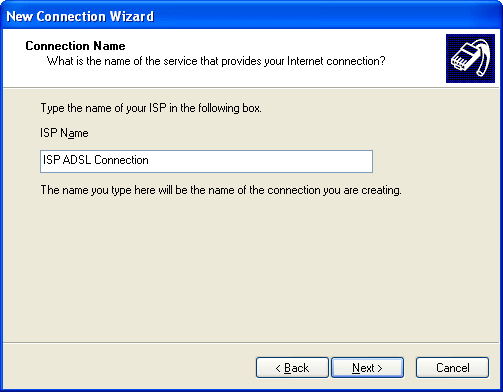 New Connection Wizard
Connection Name
What is the name of the service that provides your Internet connection?
Type the name of your ISP in the following box.
ISP Name
ISP ADSL Connection
The name you type here will be the name of the connection you are creating.
< Back Next > Cancel